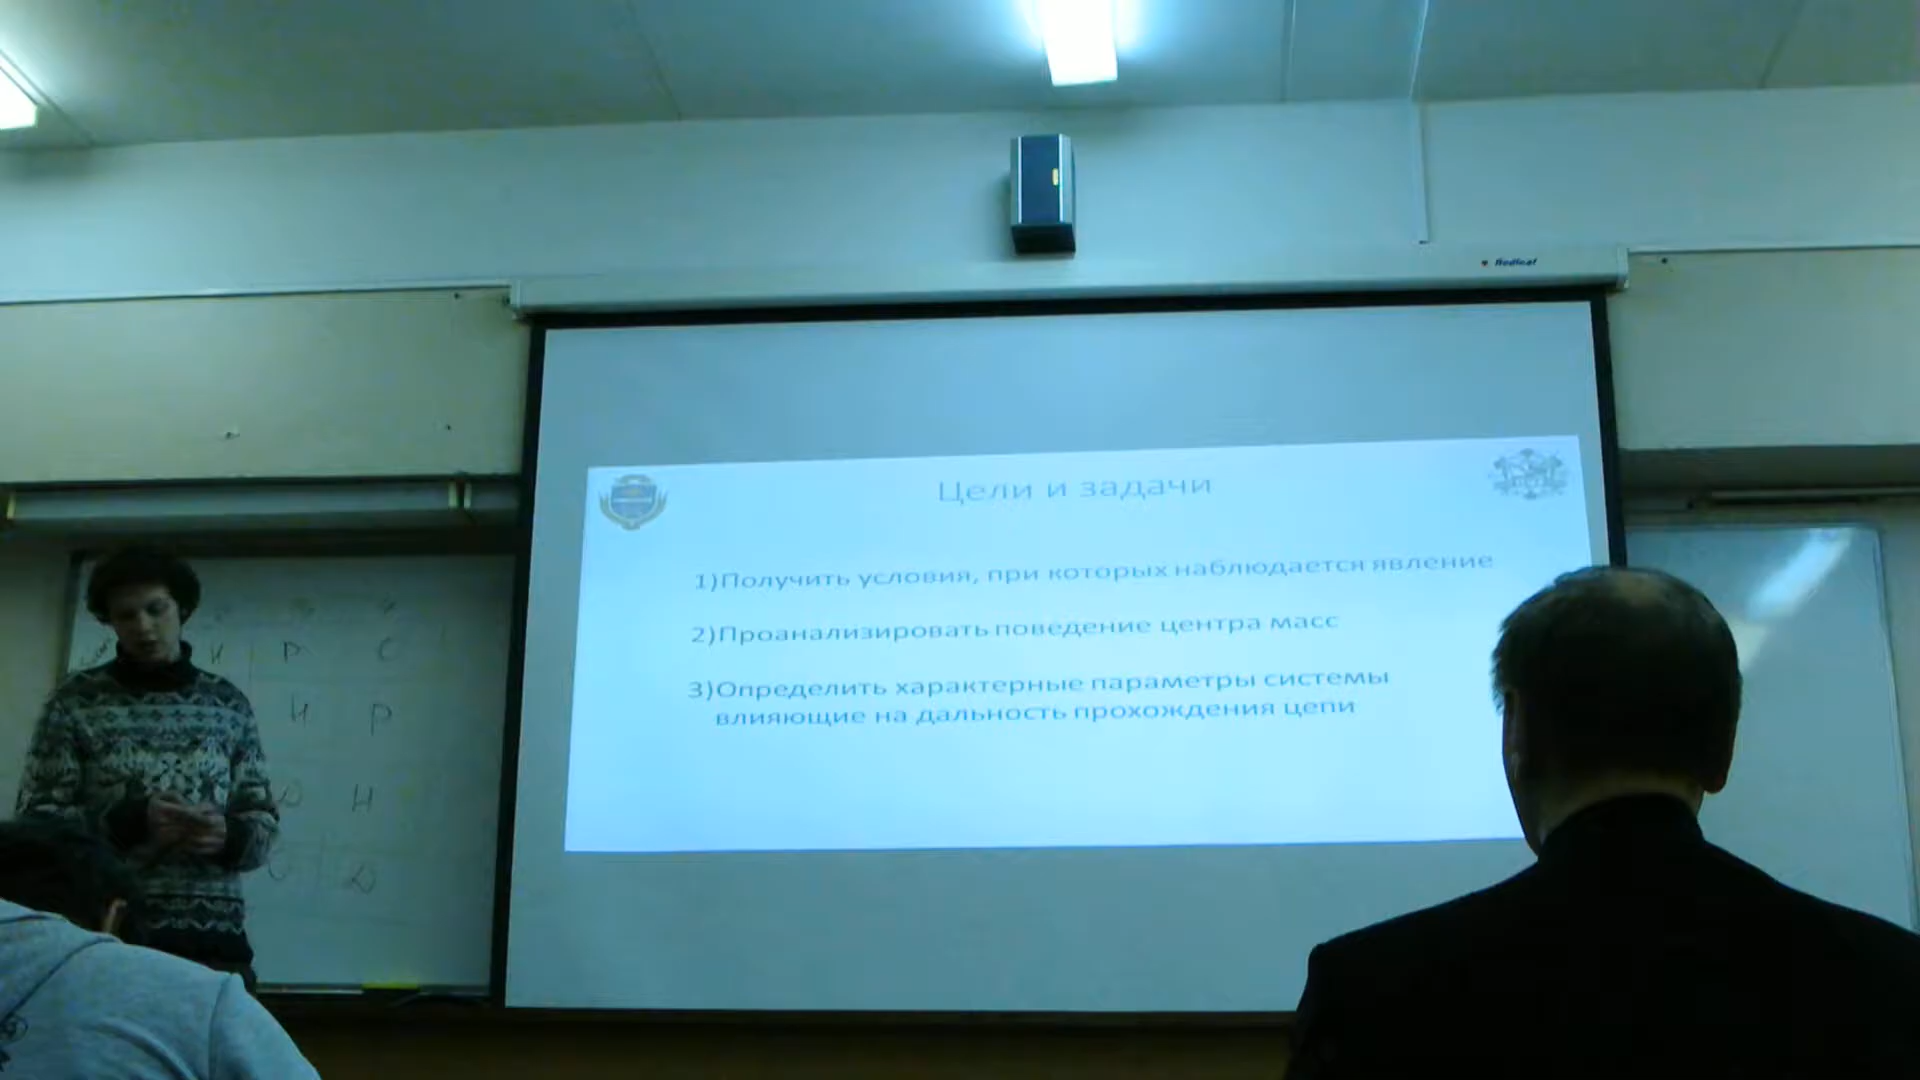 Redleaf
Цели и задачи
1)Получить условия, при которых наблюдается явление
2)Проанализировать поведение центра масс
3)Определить характерные параметры системы
влияющие на дальность прохождения цепи
И Р С
И Р
О И
О